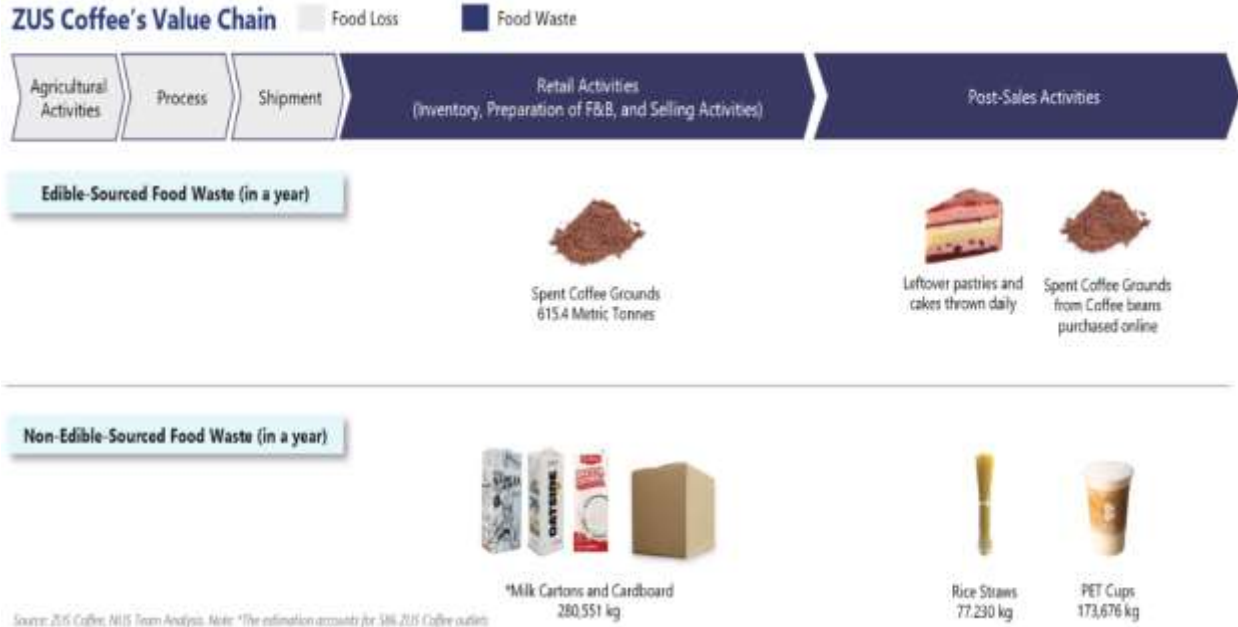 ZUS Coffee's Value Chain
Food Loss
Food Waste
Agricultural
Activities
Process
Shipment
Retail Activities
(Inventory, Preparation of F&B, and Selling Activities)
Post-Sales Activities
Edible-Sourced Food Waste (in a year)
Spent Coffee Grounds
615.4 Metric Tonnes
Leftover pastries and
cakes thrown daily
Spent Coffee Grounds
from Coffee beans
purchased online
Non-Edible-Sourced Food Waste (in a year)
OATSIDE
*Milk Cartons and Cardboard
280,551 kg
Rice Straws
77.230 kg
PET Cups
173,676 kg
Source: ZUS Coffee, NUS Team Analysis. Note: *The estimation accounts for 586 ZUS Coffee outlets